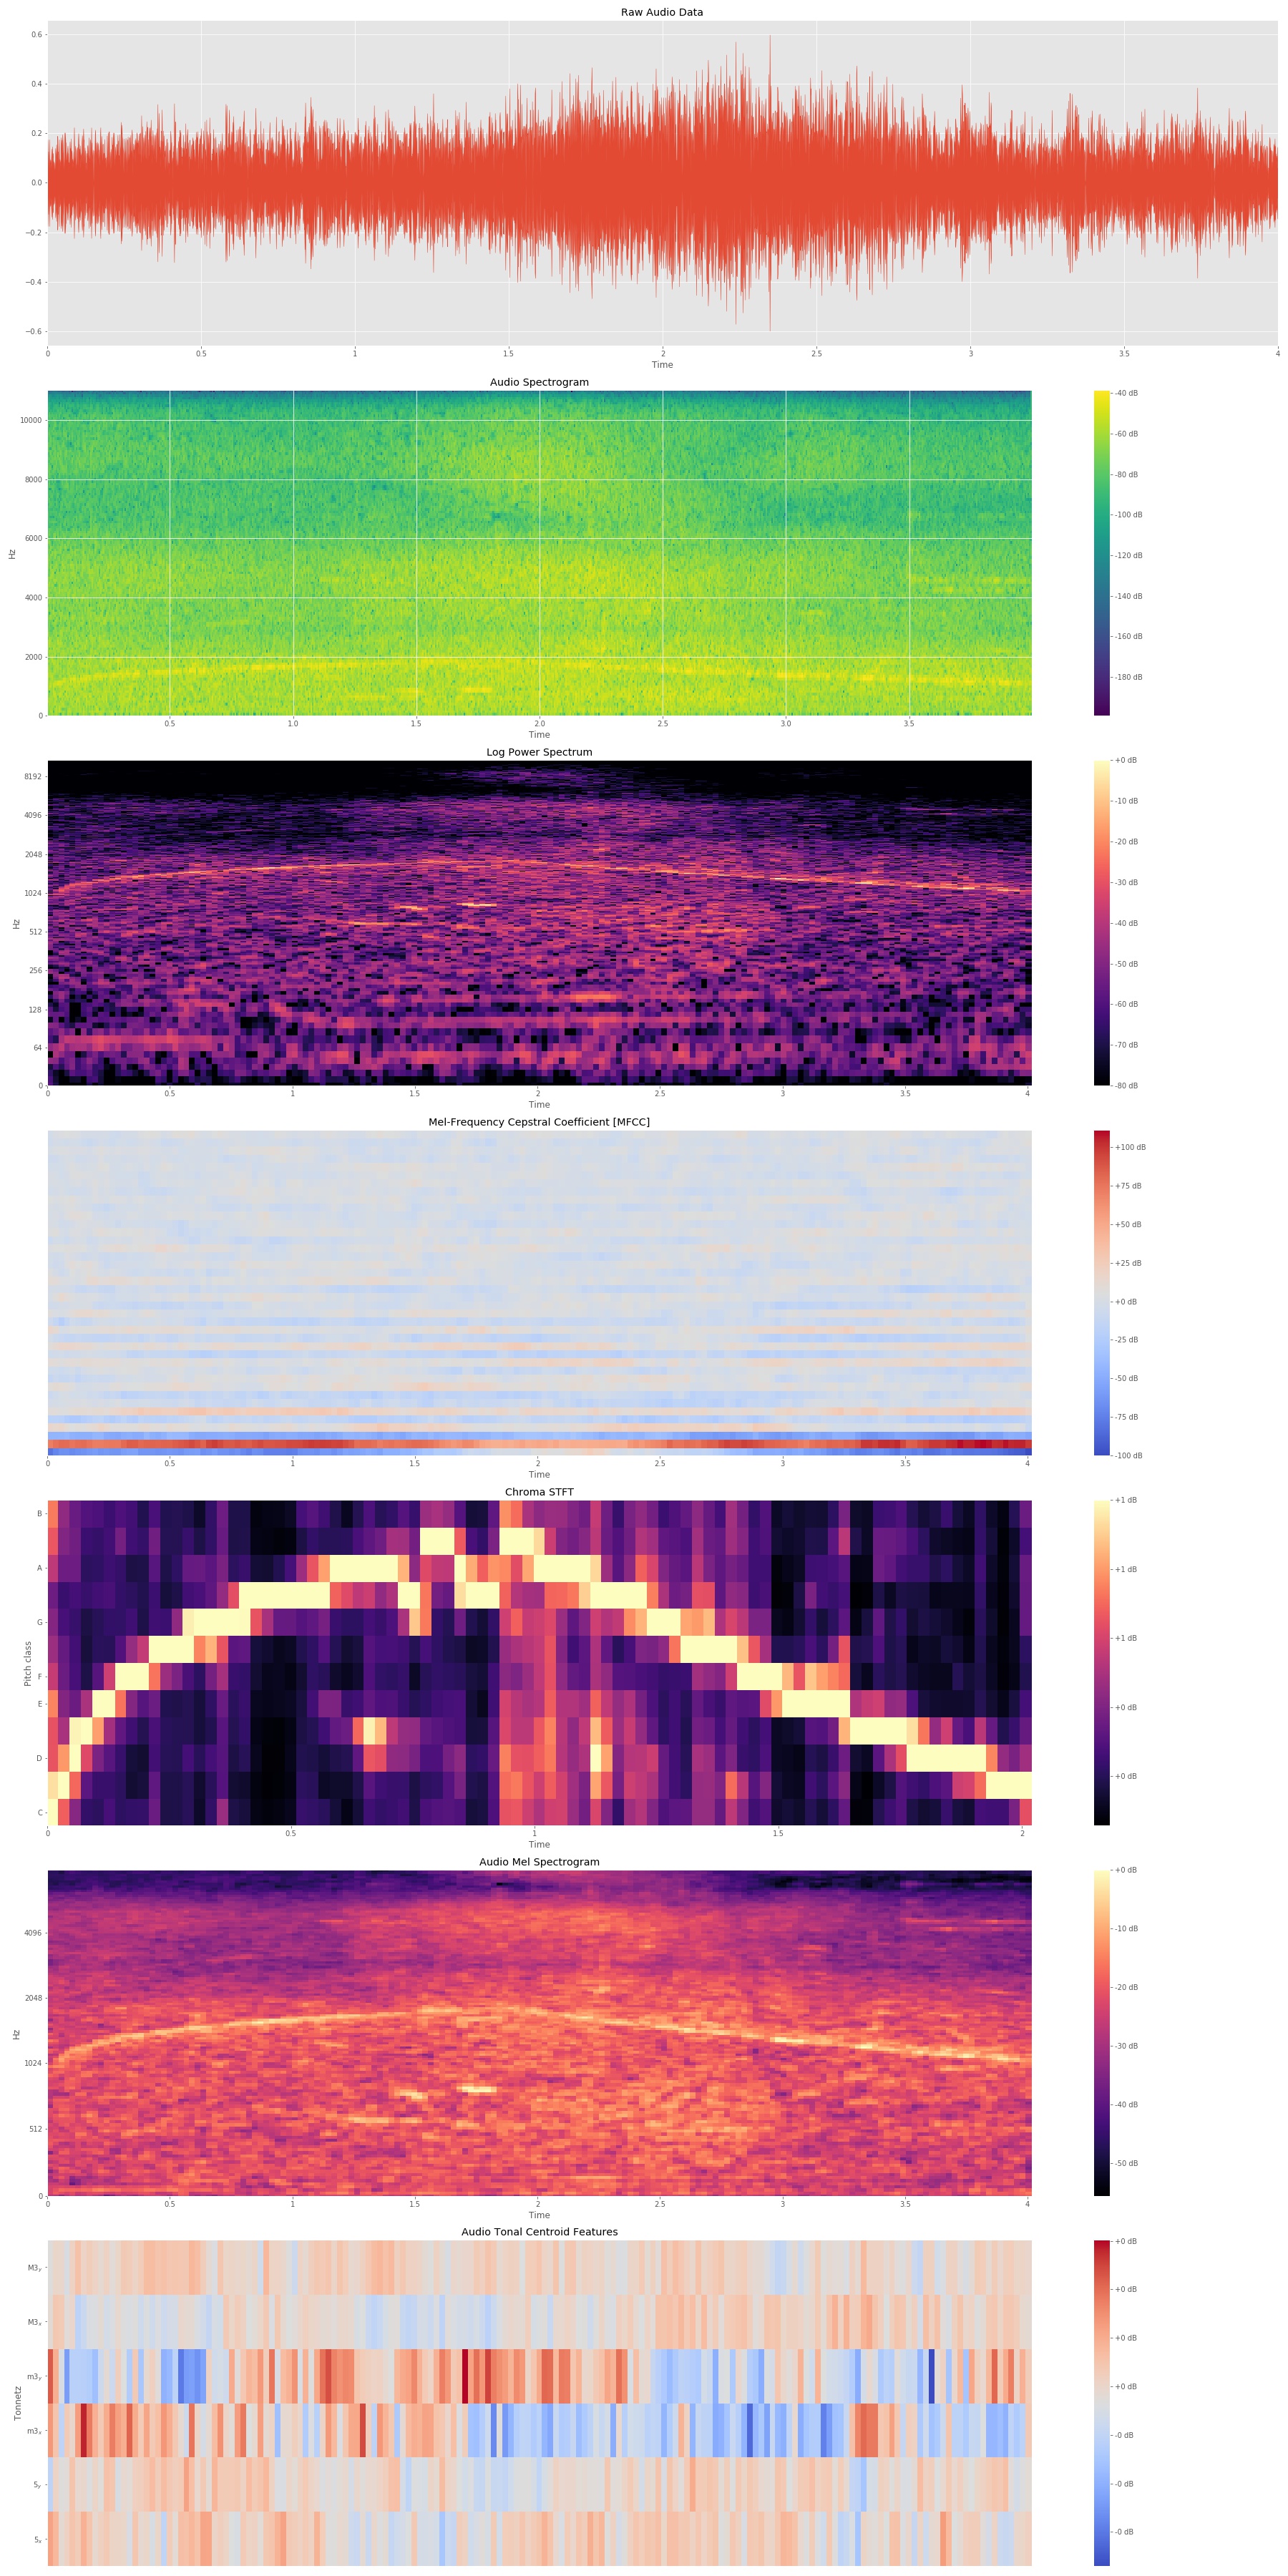 Raw Audio Data
0.6
0.4
0.2
0.0
−0.2
−0.4
−0.6
0 0.5 1 1.5 2 2.5 3 3.5 4
Time
Audio Spectrogram
10000
8000
6000
4000
2000
0
Hz
0.5 1.0 1.5 2.0 2.5 3.0 3.5
Time
-40 dB
-60 dB
-80 dB
-100 dB
-120 dB
-140 dB
-160 dB
-180 dB
Log Power Spectrum
8192
4096
2048
1024
512
256
128
64
0
Hz
0 0.5 1 1.5 2 2.5 3 3.5 4
Time
+0 dB
-10 dB
-20 dB
-30 dB
-40 dB
-50 dB
-60 dB
-70 dB
-80 dB
Mel-Frequency Cepstral Coefficient [MFCC]
0 0.5 1 1.5 2 2.5 3 3.5 4
Time
+100 dB
+75 dB
+50 dB
+25 dB
+0 dB
-25 dB
-50 dB
-75 dB
-100 dB
Chroma STFT
B
A
G
F
E
D
C
Pitch class
0 0.5 1 1.5 2
Time
+1 dB
+1 dB
+1 dB
+0 dB
+0 dB
Audio Mel Spectrogram
4096
2048
1024
512
0
Hz
0 0.5 1 1.5 2 2.5 3 3.5 4
Time
+0 dB
-10 dB
-20 dB
-30 dB
-40 dB
-50 dB
Audio Tonal Centroid Features
M3y
M3x
m3y
m3x
5y
5x
Tonnetz
+0 dB
+0 dB
+0 dB
+0 dB
-0 dB
-0 dB
-0 dB